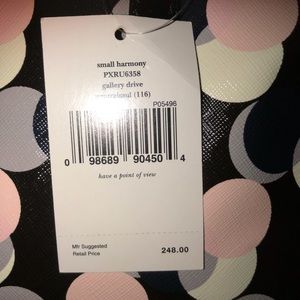 small harmony
PXRU6358
gallery drive
(116)
P05496
0 98689 90450 4
have a point of view
Mfr Suggested
Retail Price
248.00